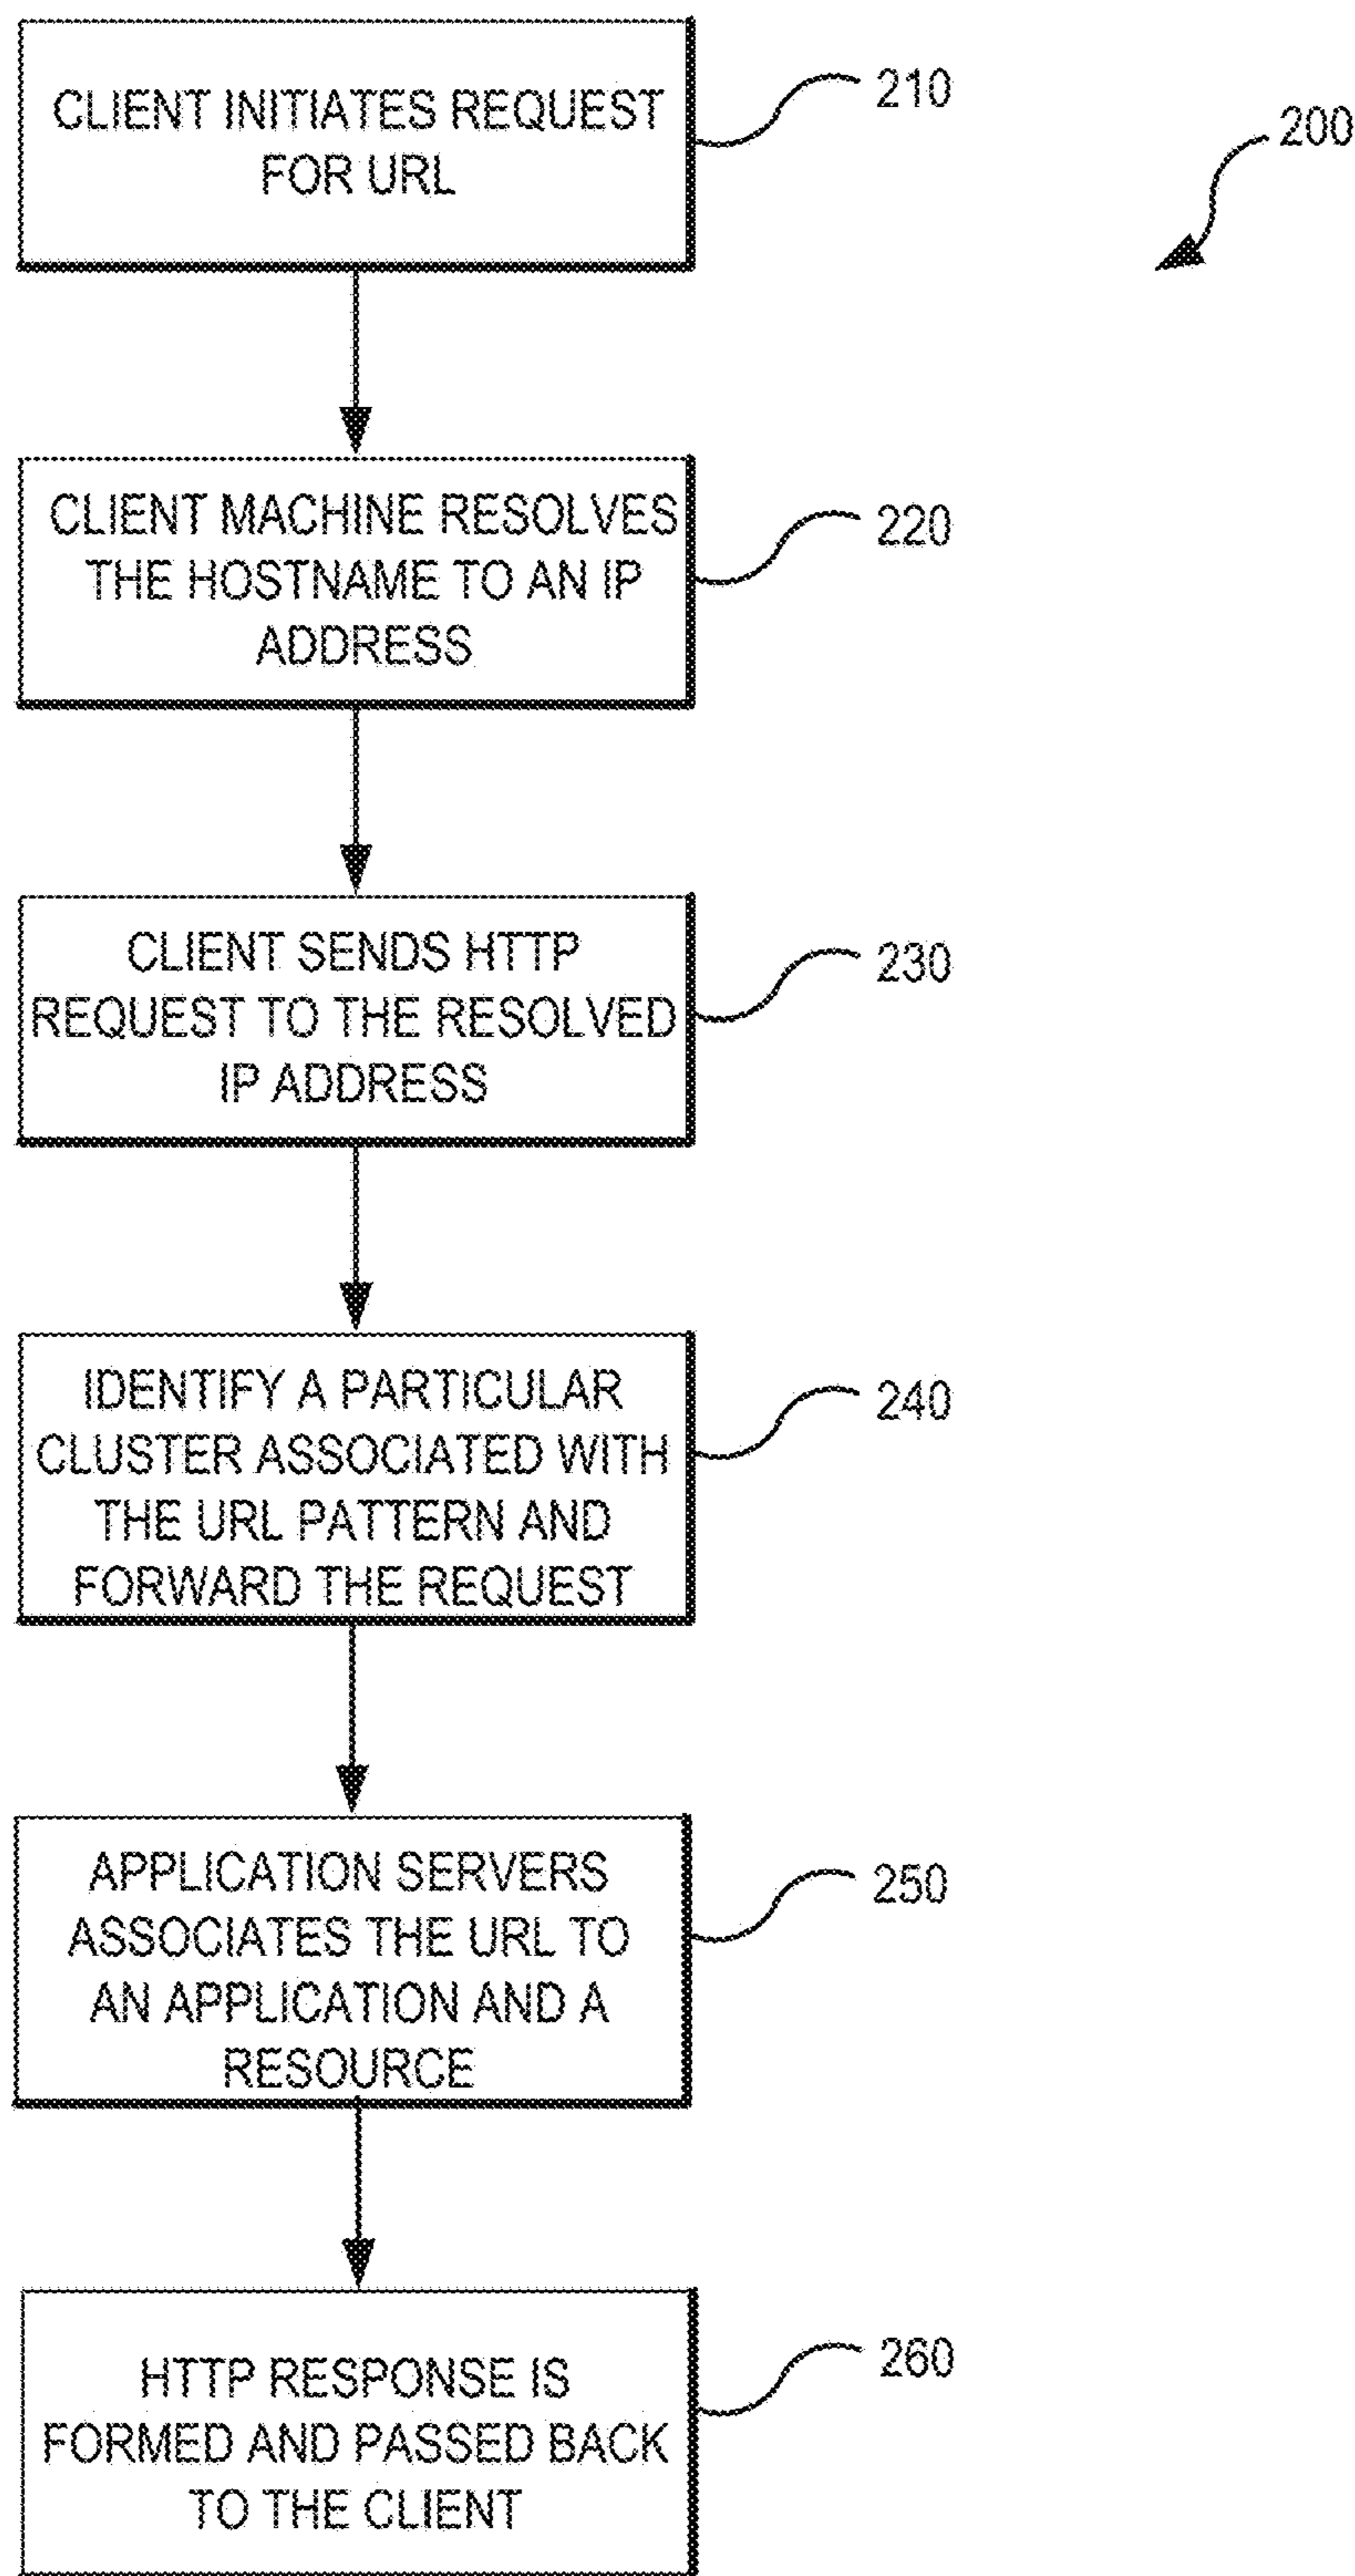 CLIENT INITIATES REQUEST
FOR URL
210
200
CLIENT MACHINE RESOLVES
THE HOSTNAME TO AN IP
ADDRESS
220
CLIENT SENDS HTTP
REQUEST TO THE RESOLVED
IP ADDRESS
230
IDENTIFY A PARTICULAR
CLUSTER ASSOCIATED WITH
THE URL PATTERN AND
FORWARD THE REQUEST
240
APPLICATION SERVERS
ASSOCIATES THE URL TO
AN APPLICATION AND A
RESOURCE
250
HTTP RESPONSE IS
FORMED AND PASSED BACK
TO THE CLIENT
260